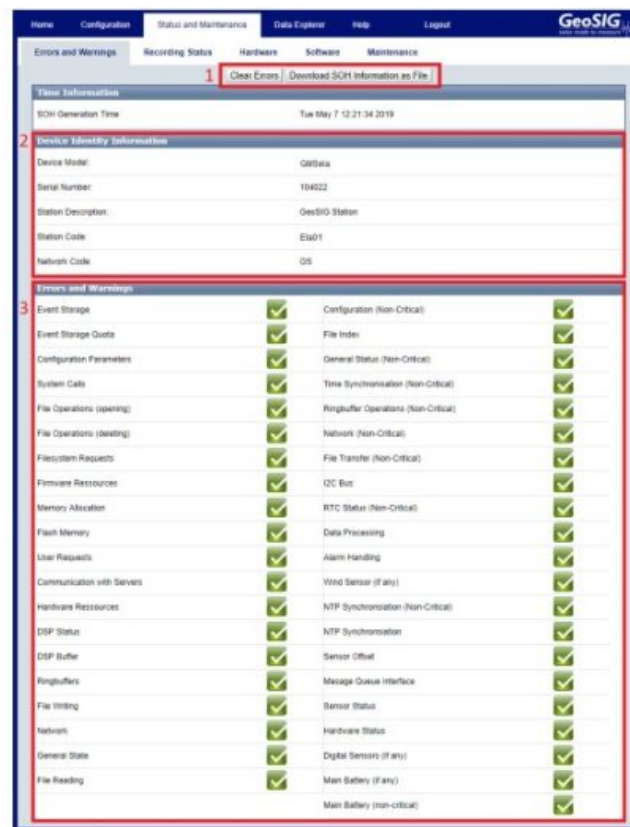 Home Configuration Status and Maintenance Data Explorer Help Logout GeoSIG
Errors and Warnings Recording Status Hardware Software Maintenance
1 Clear Errors Download SOH Information as File
Time Information
SOH Generation Time Tue May 7 12:21:34 2019
2 Device Identity Information
Device Model:
Serial Number: 104022
Station Description: GeoSIG Station
Station Code: Ela01
Network Code: GS
3 Errors and Warnings
Event Storage Configuration (Non-Critical)
Event Storage Quota File Index
Configuration Parameters General Status (Non-Critical)
System Calls Time Synchronisation (Non-Critical)
File Operations (opening) Ringbuffer Operations (Non-Critical)
File Operations (deleting) Network (Non-Critical)
Filesystem Requests File Transfer (Non-Critical)
Firmware Ressources I2C Bus
Memory Allocation RTC Status (Non-Critical)
Flash Memory Data Processing
User Requests Alarm Handling
Communication with Servers Wind Sensor (if any)
Hardware Ressources NTP Synchronisation (Non-Critical)
DSP Status NTP Synchronisation
DSP Buffer Sensor Offset
Ringbuffers Message Queue Interface
File Writing Sensor Status
Network Hardware Status
General State Digital Sensors (if any)
File Reading Main Battery (if any)
Main Battery (non-critical)